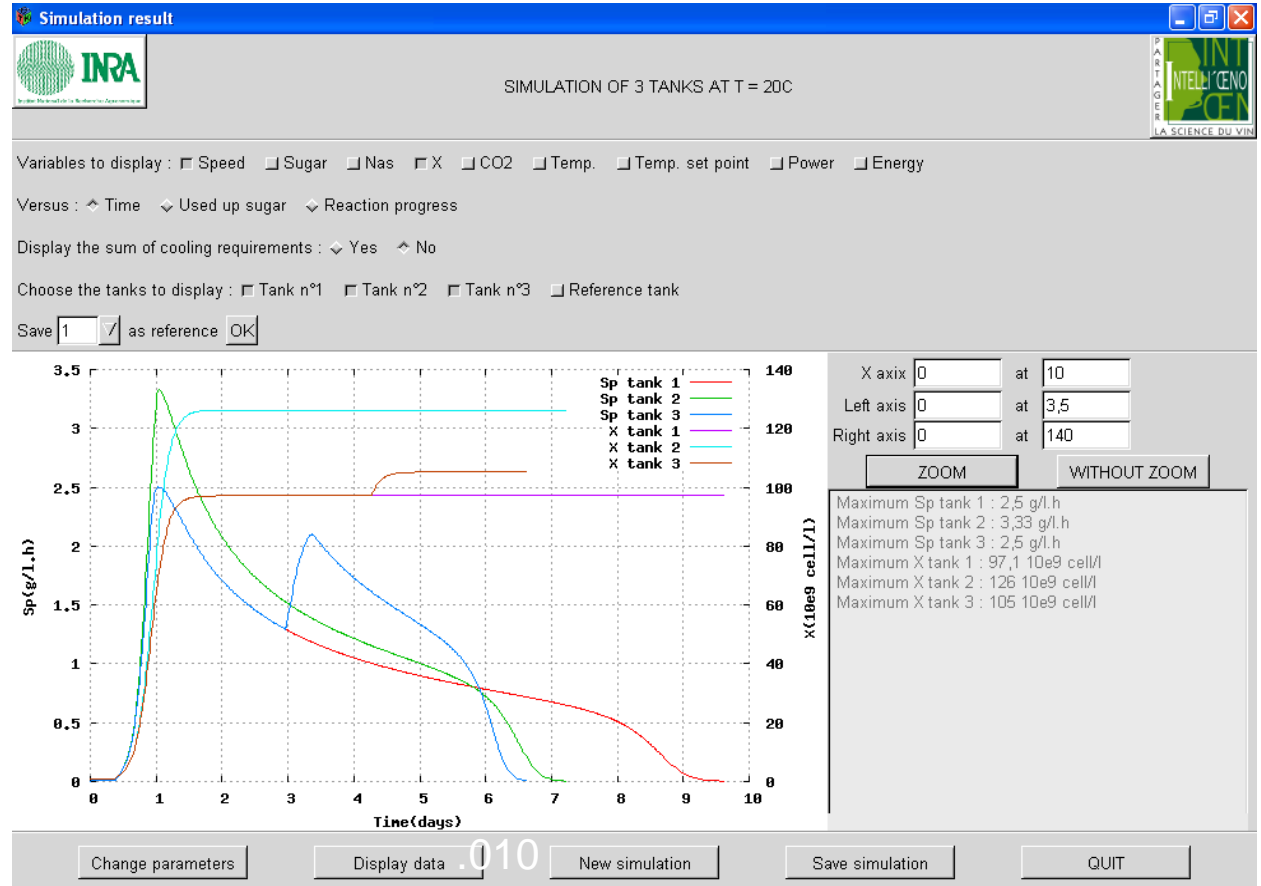 Simulation result
INRA
SIMULATION OF 3 TANKS AT T = 20C
PARTAGER
INTELLI'ŒNO
LA SCIENCE DU VIN
Variables to display : Speed Sugar Nas X CO2 Temp. Temp. set point Power Energy
Versus : Time Used up sugar Reaction progress
Display the sum of cooling requirements : Yes No
Choose the tanks to display : Tank n°1 Tank n°2 Tank n°3 Reference tank
Save 1 as reference OK
3.5
3
2.5
2
1.5
1
0.5
0
Sp(g/l.h)
Sp tank 1
Sp tank 2
Sp tank 3
X tank 1
X tank 2
X tank 3
140
120
100
80
60
40
20
0
X(10e9 cell/l)
0 1 2 3 4 5 6 7 8 9 10
Time(days)
X axix 0 at 10
Left axis 0 at 3,5
Right axis 0 at 140
ZOOM WITHOUT ZOOM
Maximum Sp tank 1 : 2,5 g/l.h
Maximum Sp tank 2 : 3,33 g/l.h
Maximum Sp tank 3 : 2,5 g/l.h
Maximum X tank 1 : 97,1 10e9 cell/l
Maximum X tank 2 : 126 10e9 cell/l
Maximum X tank 3 : 105 10e9 cell/l
Change parameters Display data .010 New simulation Save simulation QUIT